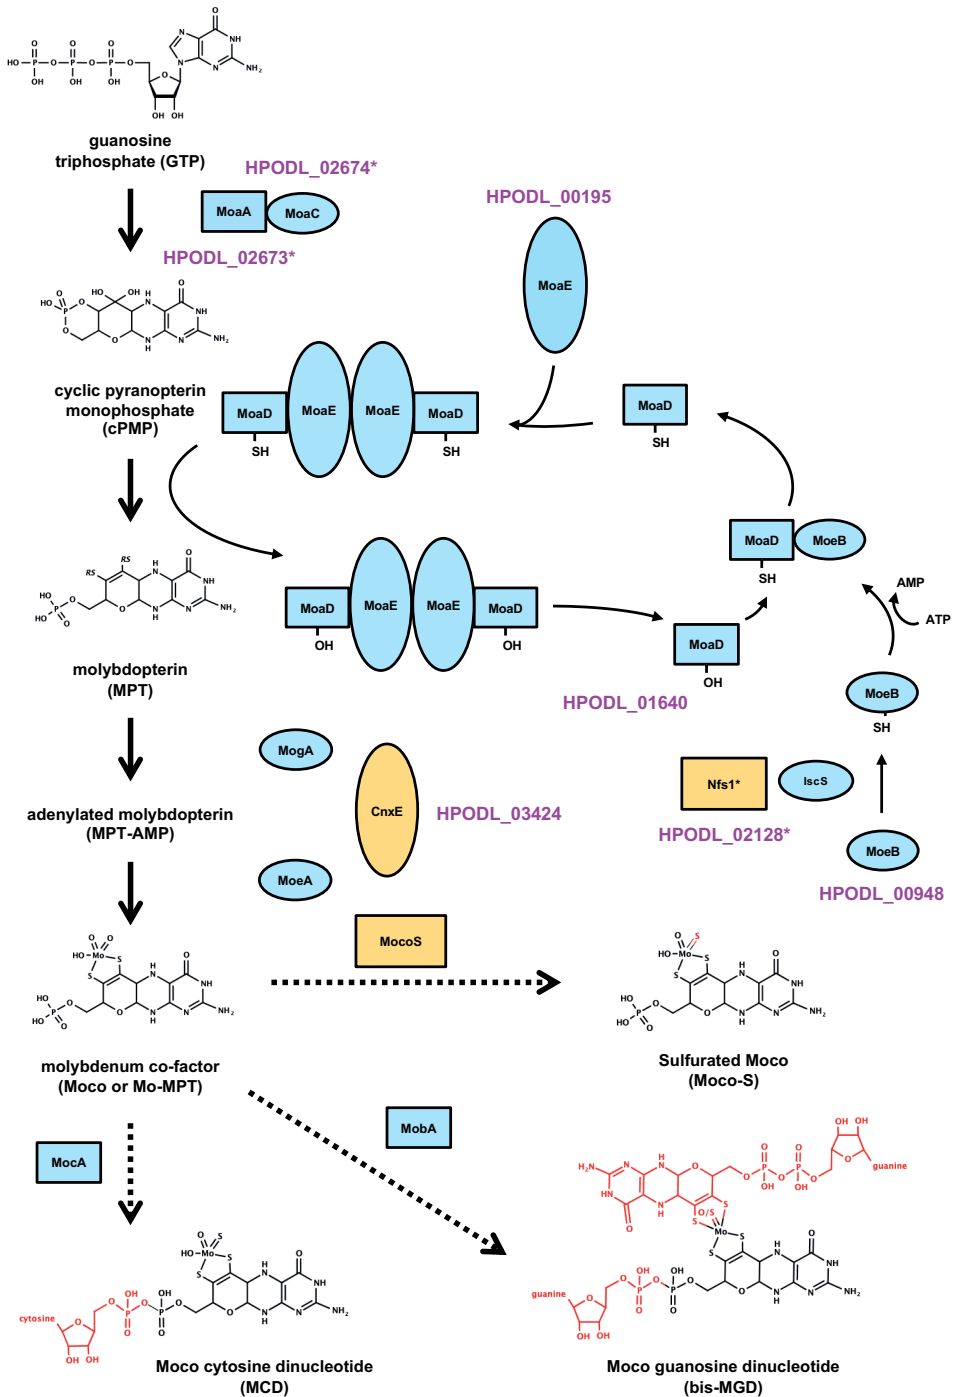 guanosine
triphosphate (GTP)
HPODL_02674*
MoaA
MoaC
HPODL_02673*
HPODL_00195
MoaE
cyclic pyranopterin
monophosphate
(cPMP)
MoaD
SH
MoaE
MoaE
MoaD
SH
MoaD
SH
MoaD
SH
MoeB
AMP
ATP
MoaD
OH
MoaE
MoaE
MoaD
OH
MoaD
OH
HPODL_01640
MoeB
SH
molybdopterin
(MPT)
MogA
CnxE
HPODL_03424
Nfs1*
IscS
HPODL_02128*
MoeB
HPODL_00948
adenylated molybdopterin
(MPT-AMP)
MoeA
MocoS
molybdenum co-factor
(Moco or Mo-MPT)
Sulfurated Moco
(Moco-S)
MocA
MobA
cytosine
guanine
guanine
Moco cytosine dinucleotide
(MCD)
Moco guanosine dinucleotide
(bis-MGD)